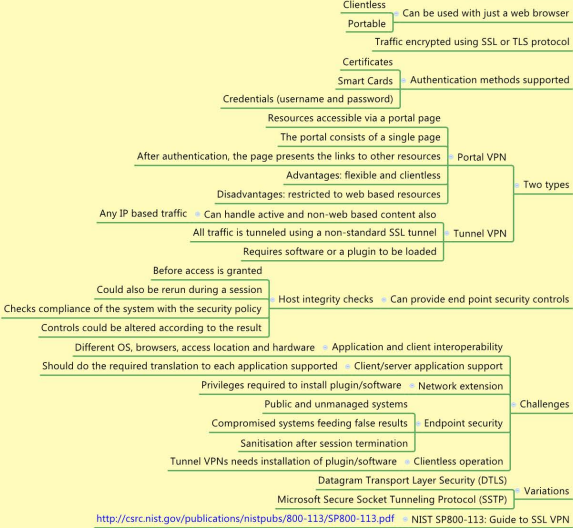 Clientless
Can be used with just a web browser
Portable
Traffic encrypted using SSL or TLS protocol
Certificates
Smart Cards
Authentication methods supported
Credentials (username and password)
Resources accessible via a portal page
The portal consists of a single page
After authentication, the page presents the links to other resources
Portal VPN
Advantages: flexible and clientless
Disadvantages: restricted to web based resources
Two types
Any IP based traffic
Can handle active and non-web based content also
All traffic is tunneled using a non-standard SSL tunnel
Tunnel VPN
Requires software or a plugin to be loaded
Before access is granted
Could also be rerun during a session
Host integrity checks
Can provide end point security controls
Checks compliance of the system with the security policy
Controls could be altered according to the result
Different OS, browsers, access location and hardware
Application and client interoperability
Should do the required translation to each application supported
Client/server application support
Privileges required to install plugin/software
Network extension
Public and unmanaged systems
Challenges
Compromised systems feeding false results
Endpoint security
Sanitisation after session termination
Tunnel VPNs needs installation of plugin/software
Clientless operation
Datagram Transport Layer Security (DTLS)
Variations
Microsoft Secure Socket Tunneling Protocol (SSTP)
http://csrc.nist.gov/publications/nistpubs/800-113/SP800-113.pdf
NIST SP800-113: Guide to SSL VPN